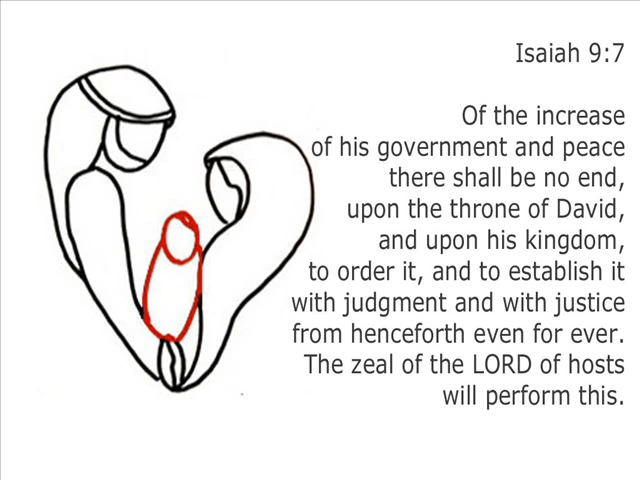 Isaiah 9:7
Of the increase
of his government and peace
there shall be no end,
upon the throne of David,
and upon his kingdom,
to order it, and to establish it
with judgment and with justice
from henceforth even for ever.
The zeal of the LORD of hosts
will perform this.